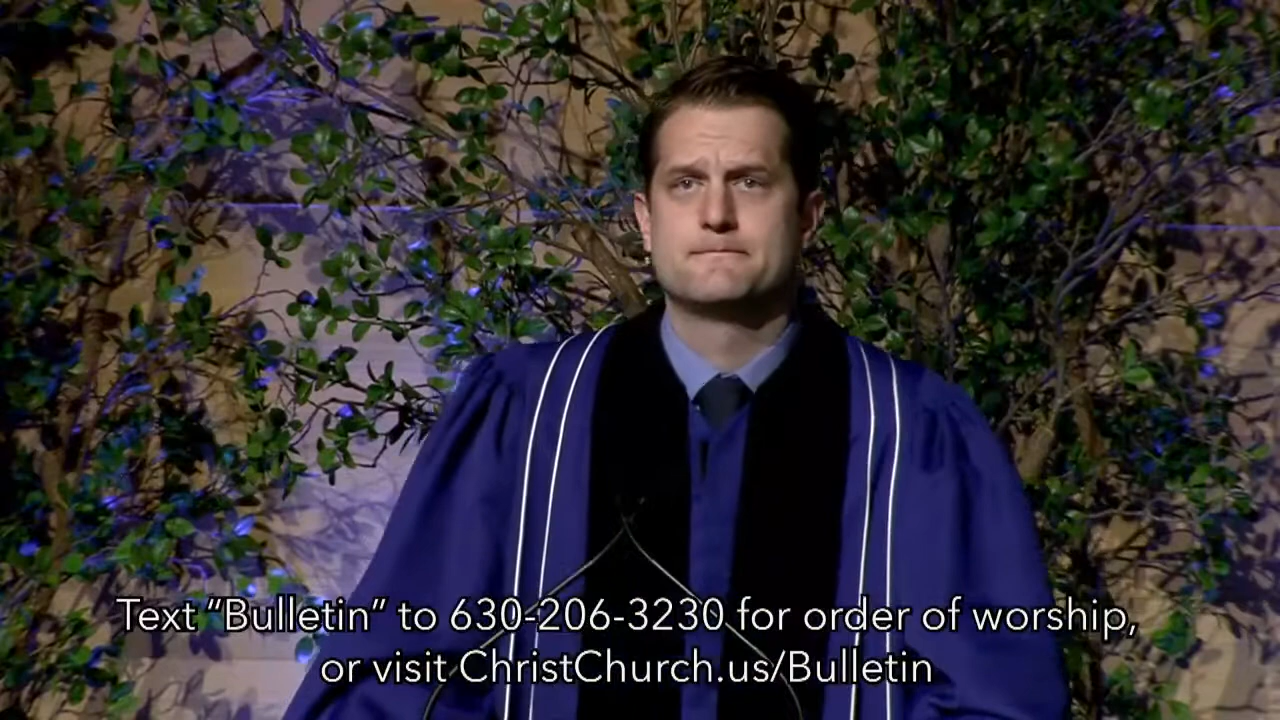 Text “Bulletin” to 630-206-3230 for order of worship,
or visit ChristChurch.us/Bulletin